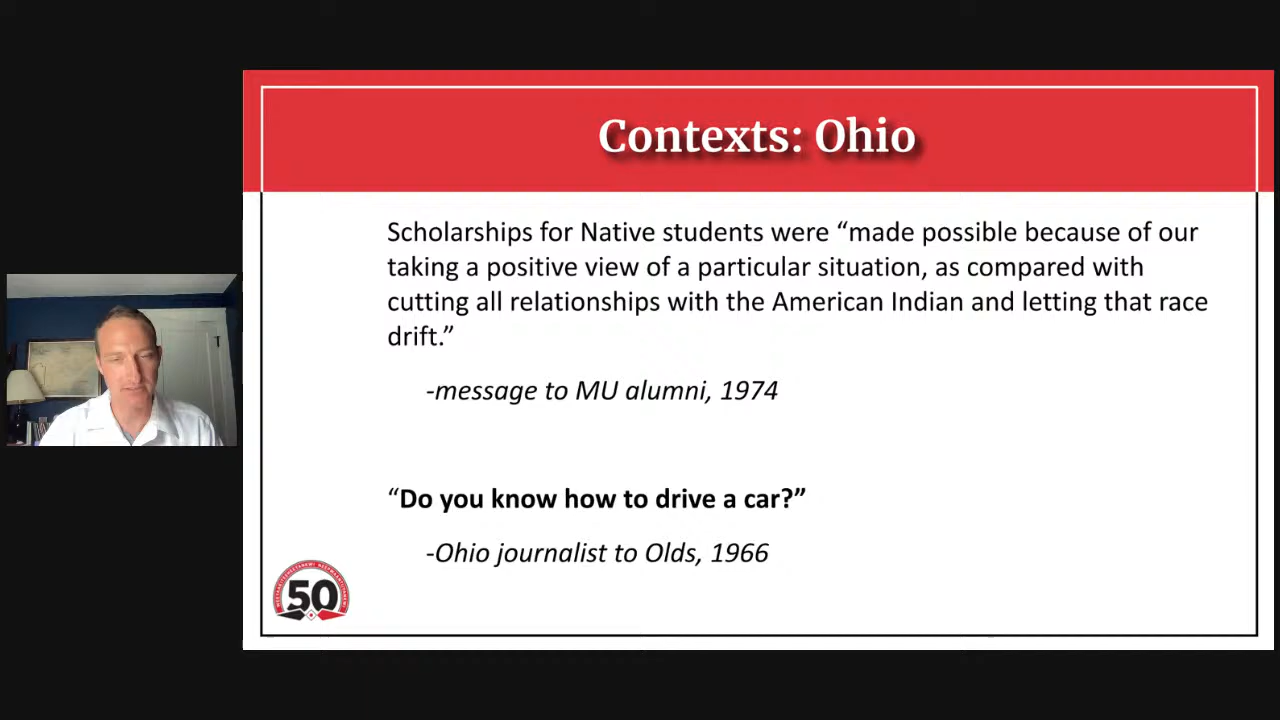 Contexts: Ohio
Scholarships for Native students were “made possible because of our
taking a positive view of a particular situation, as compared with
cutting all relationships with the American Indian and letting that race
drift.”
-message to MU alumni, 1974
“Do you know how to drive a car?”
-Ohio journalist to Olds, 1966
50